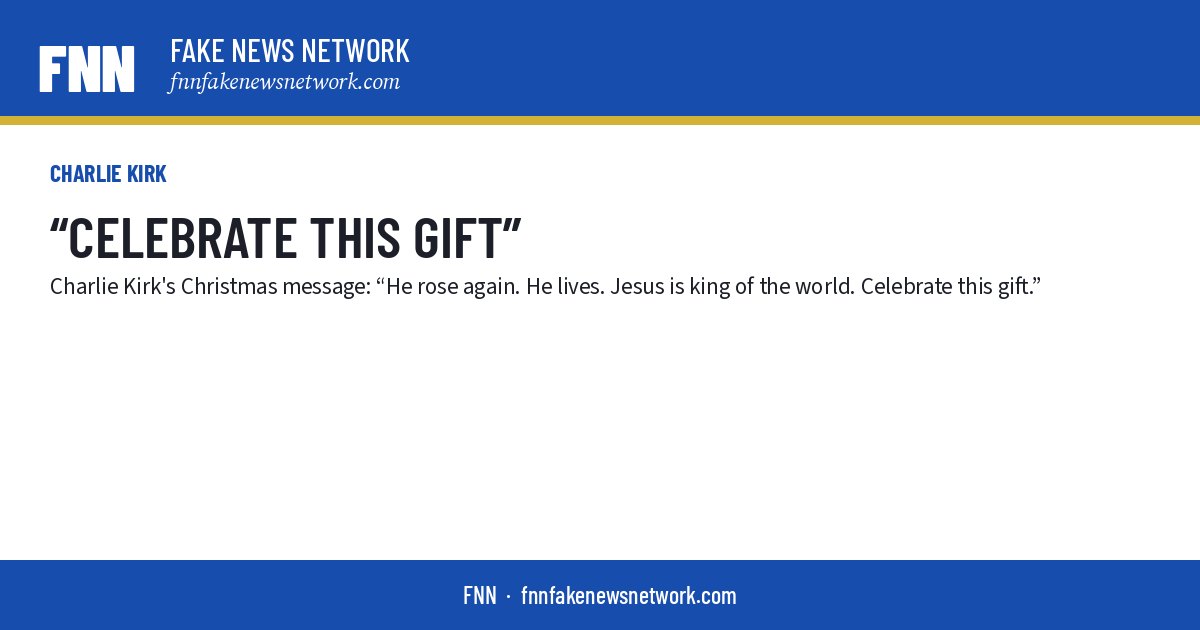 FNN
FAKE NEWS NETWORK
fnnfakenewsnetwork.com
CHARLIE KIRK
“CELEBRATE THIS GIFT”
Charlie Kirk's Christmas message: “He rose again. He lives. Jesus is king of the world. Celebrate this gift.”
FNN · fnnfakenewsnetwork.com